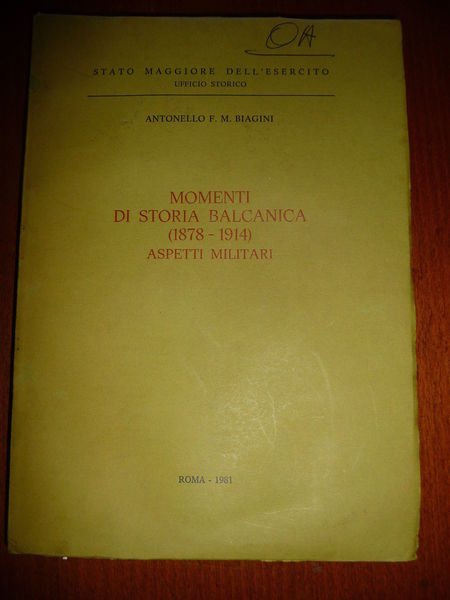 OA
STATO MAGGIORE DELL'ESERCITO
UFFICIO STORICO
ANTONELLO F. M. BIAGINI
MOMENTI
DI STORIA BALCANICA
(1878 - 1914)
ASPETTI MILITARI
ROMA - 1981